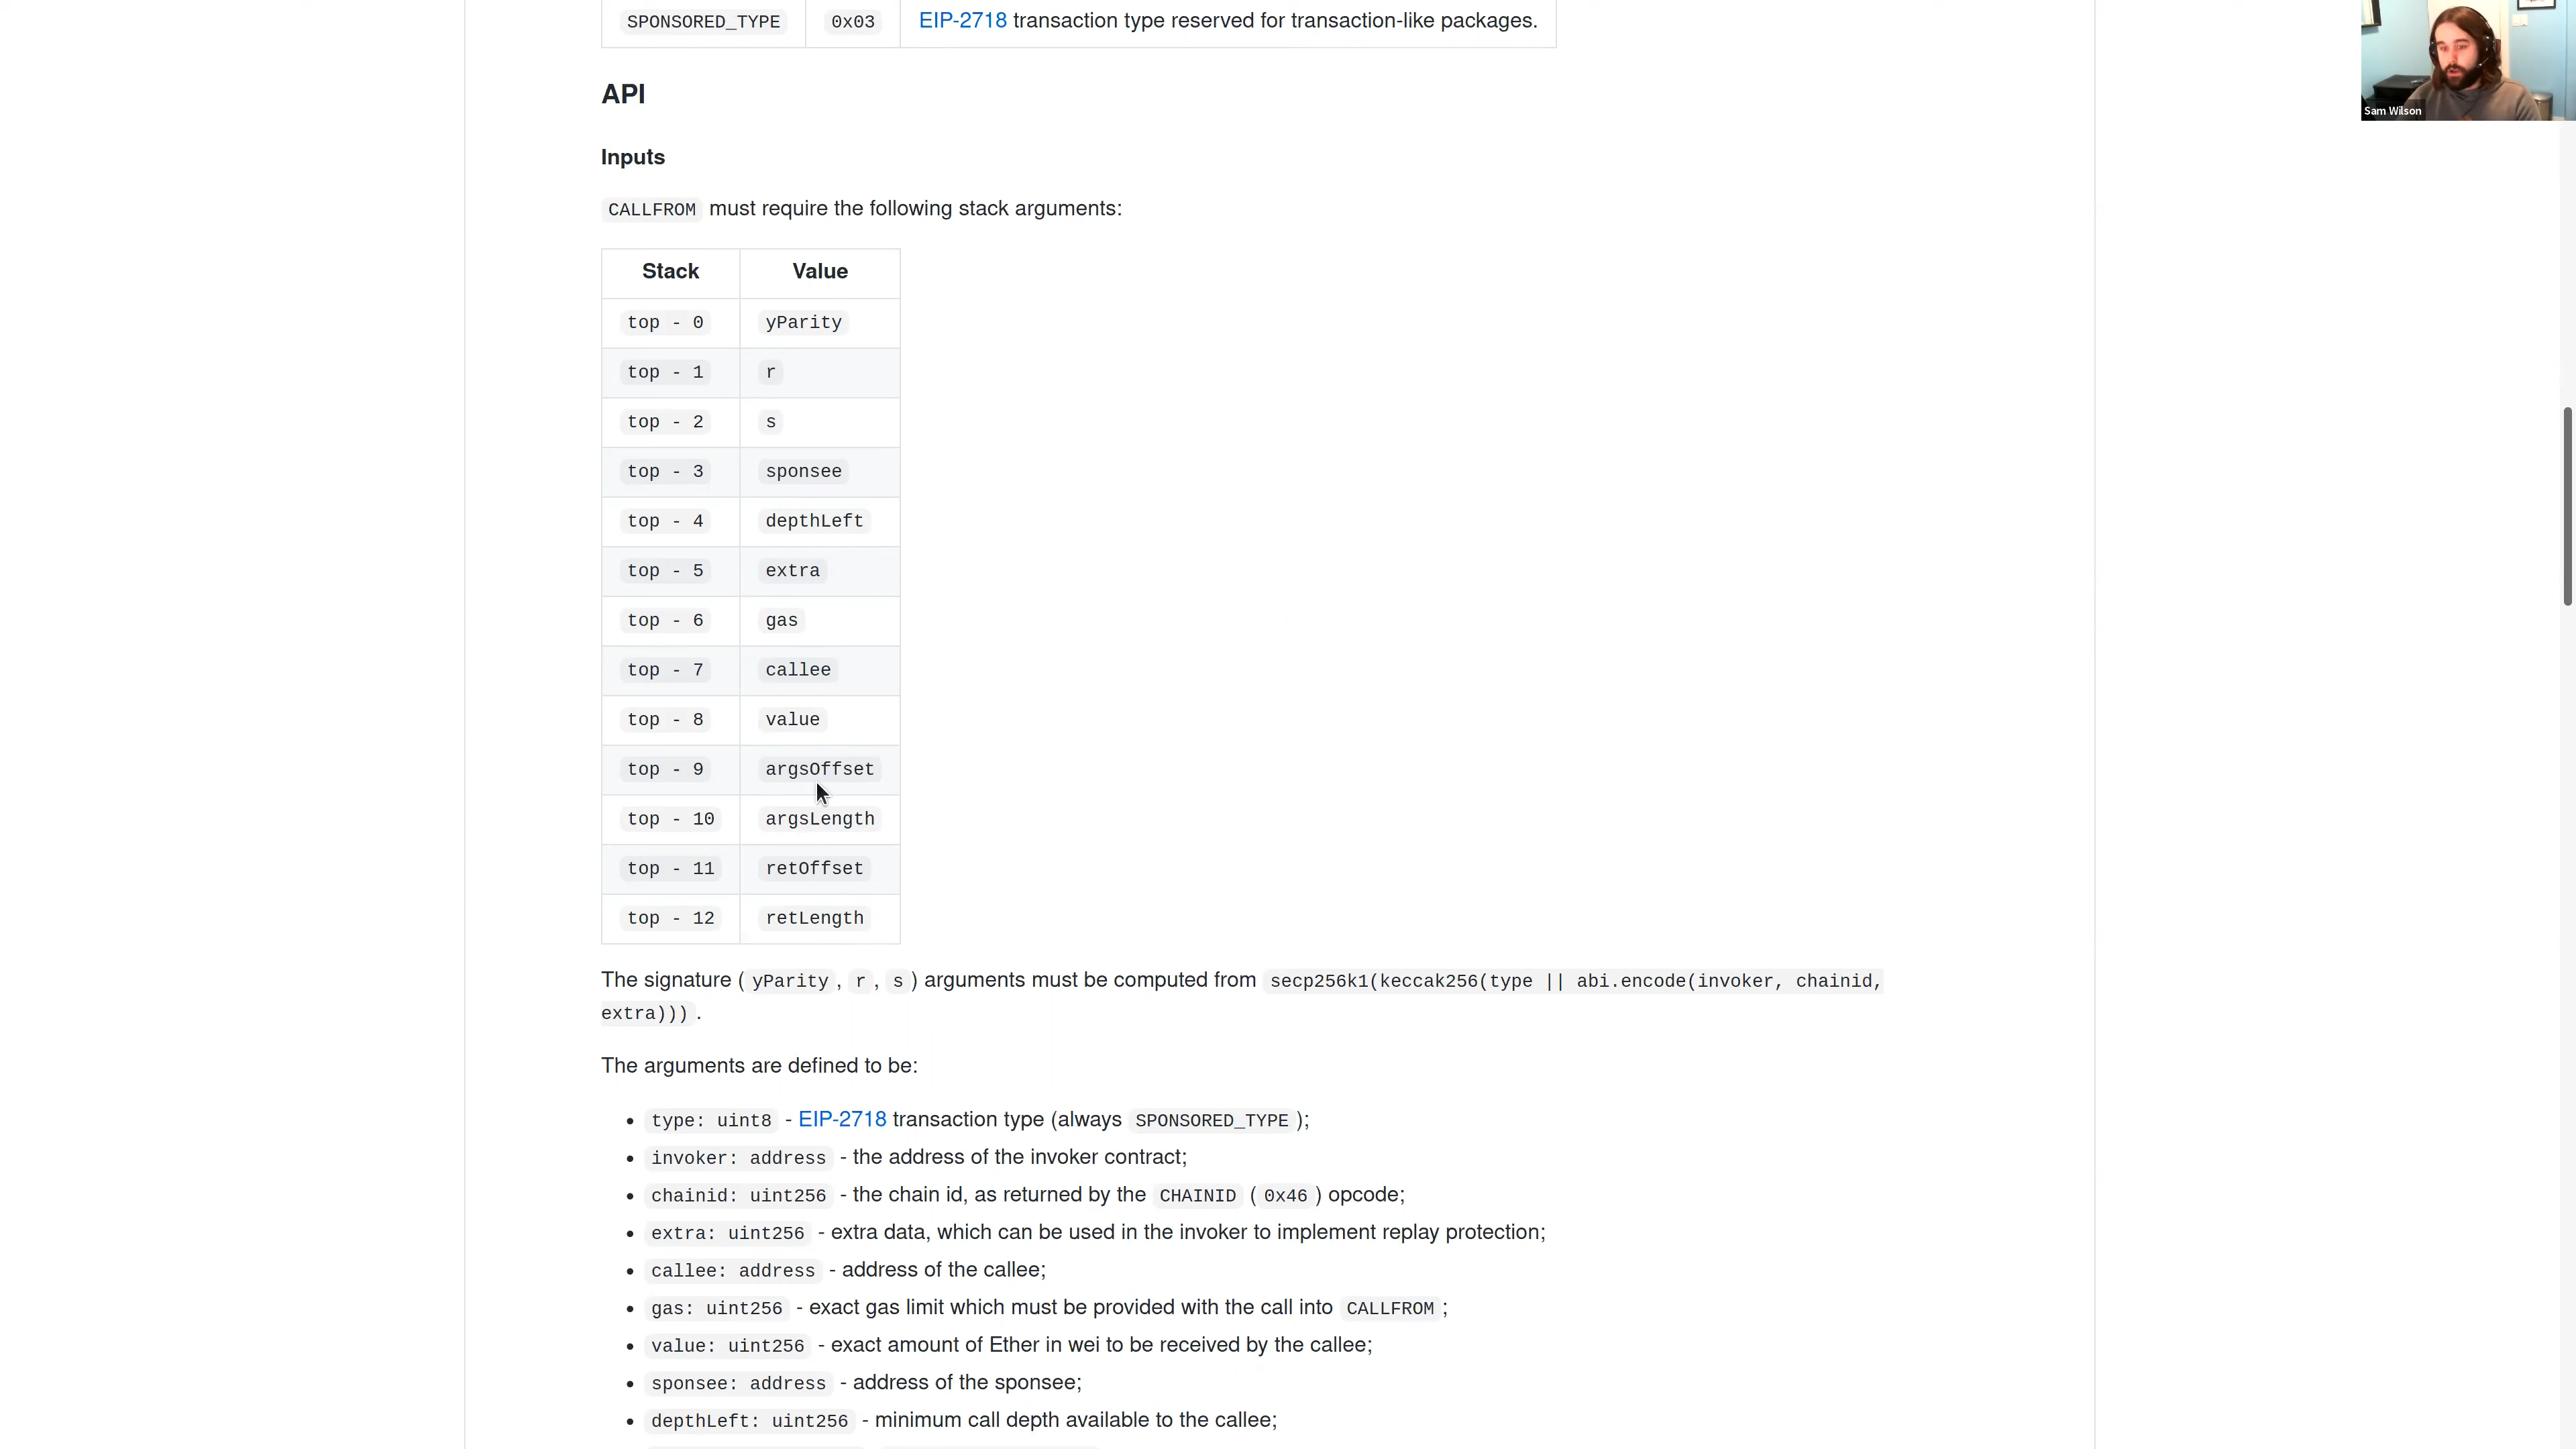 SPONSORED_TYPE 0x03 EIP-2718 transaction type reserved for transaction-like packages.
Sam Wilson
API
Inputs
CALLFROM must require the following stack arguments:
Stack Value
top - 0 yParity
top - 1 r
top - 2 s
top - 3 sponsee
top - 4 depthLeft
top - 5 extra
top - 6 gas
top - 7 callee
top - 8 value
top - 9 argsOffset
top - 10 argsLength
top - 11 retOffset
top - 12 retLength
The signature ( yParity , r , s ) arguments must be computed from secp256k1(keccak256(type || abi.encode(invoker, chainid,
extra))) .
The arguments are defined to be:
• type: uint8 - EIP-2718 transaction type (always SPONSORED_TYPE );
• invoker: address - the address of the invoker contract;
• chainid: uint256 - the chain id, as returned by the CHAINID ( 0x46 ) opcode;
• extra: uint256 - extra data, which can be used in the invoker to implement replay protection;
• callee: address - address of the callee;
• gas: uint256 - exact gas limit which must be provided with the call into CALLFROM ;
• value: uint256 - exact amount of Ether in wei to be received by the callee;
• sponsee: address - address of the sponsee;
• depthLeft: uint256 - minimum call depth available to the callee;